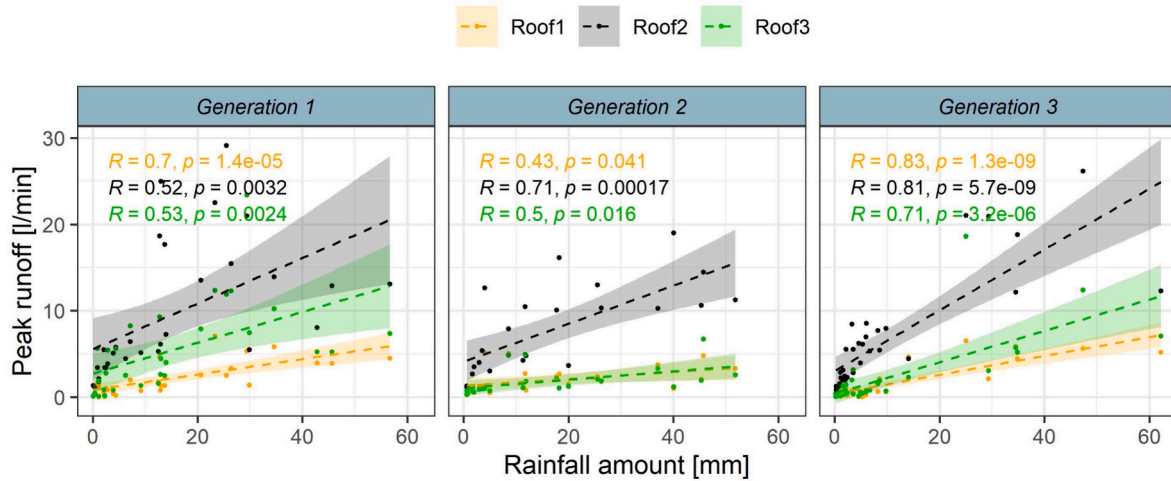 Roof1 Roof2 Roof3
Generation 1 Generation 2 Generation 3
R = 0.7, p = 1.4e-05
R = 0.52, p = 0.0032
R = 0.53, p = 0.0024
R = 0.43, p = 0.041
R = 0.71, p = 0.00017
R = 0.5, p = 0.016
R = 0.83, p = 1.3e-09
R = 0.81, p = 5.7e-09
R = 0.71, p = 3.2e-06
Peak runoff [l/min]
30
20
10
0
0 20 40 60 0 20 40 60 0 20 40 60
Rainfall amount [mm]